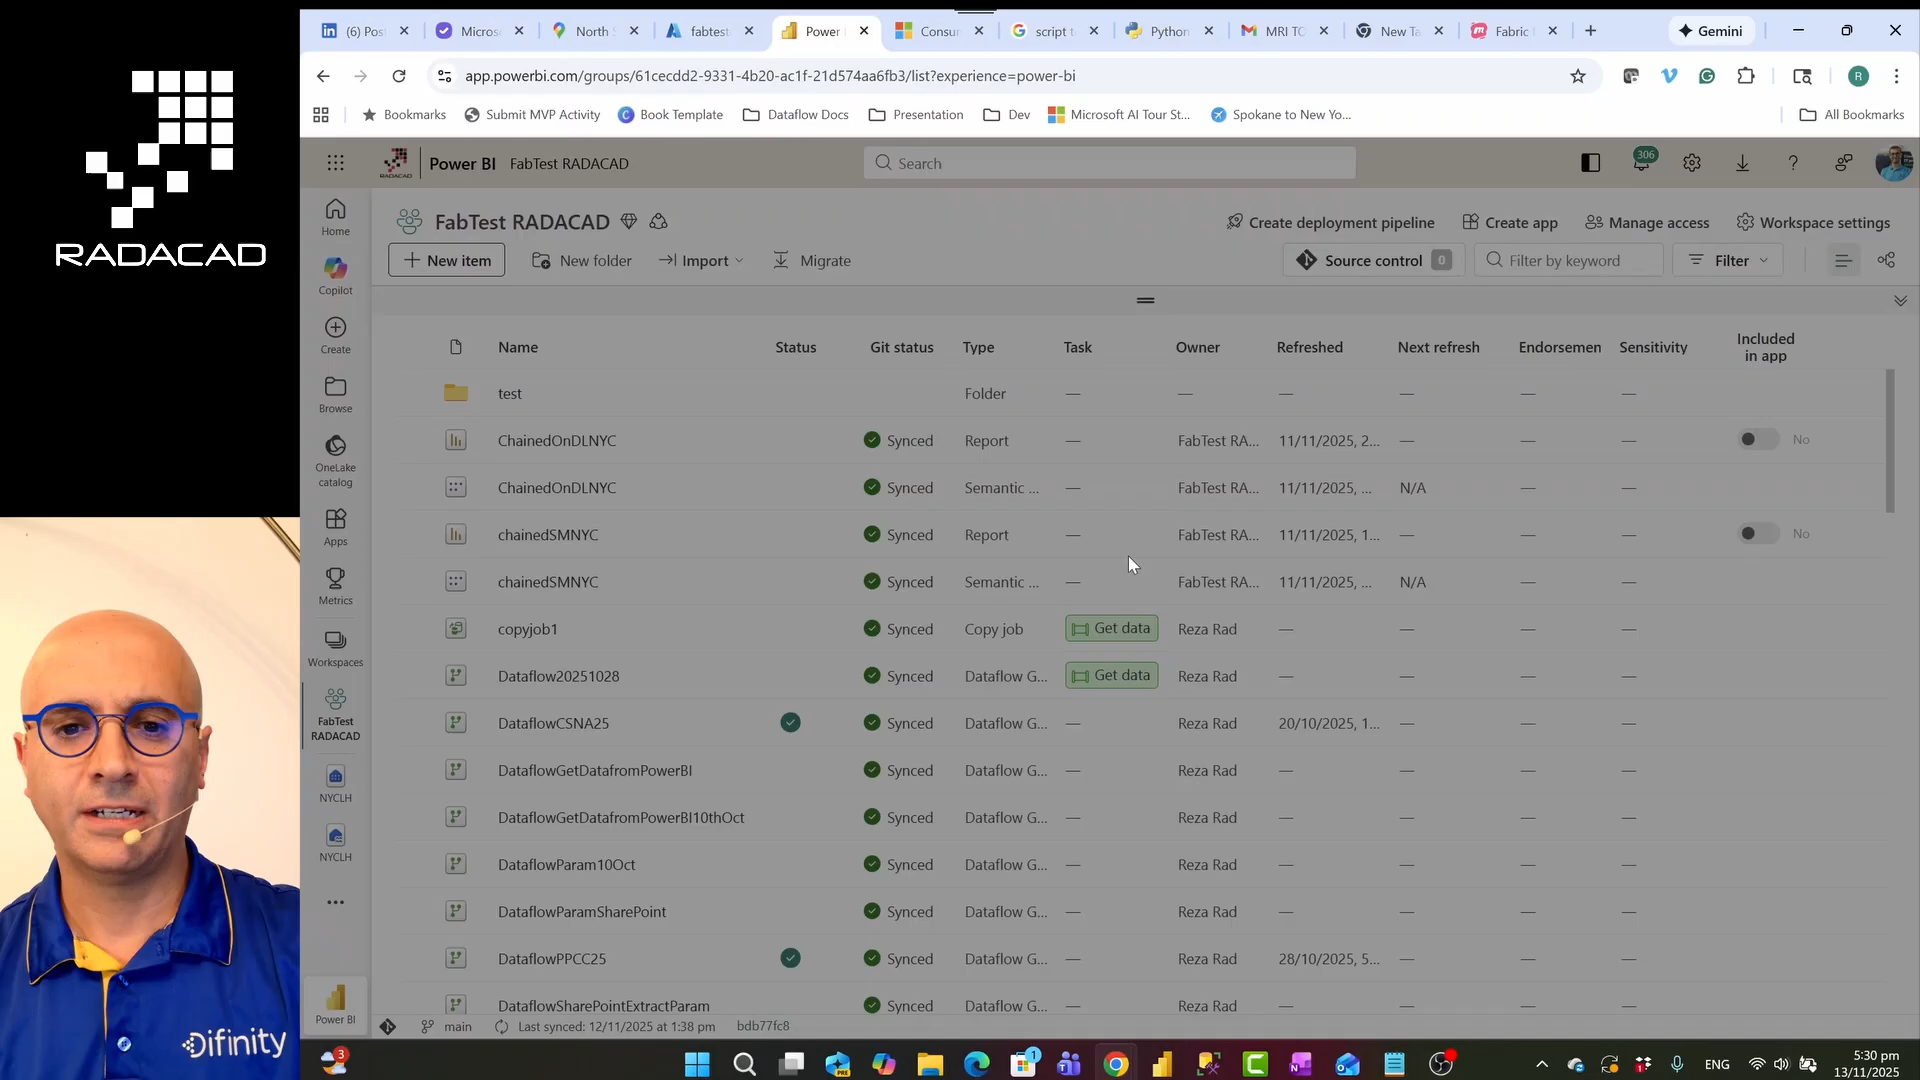 RADACAD
(6) Pos
Micros
North S
fabtest
Power
Consum
script t
Python
MRI TO
New Ta
Fabric
Gemini
app.powerbi.com/groups/61cecdd2-9331-4b20-ac1f-21d574aa6fb3/list?experience=power-bi
R
Bookmarks
Submit MVP Activity
Book Template
Dataflow Docs
Presentation
Dev
Microsoft AI Tour St...
Spokane to New Yo...
All Bookmarks
RADACAD
Power BI
FabTest RADACAD
Search
306
FabTest RADACAD
Create deployment pipeline
Create app
Manage access
Workspace settings
New item
New folder
Import
Migrate
Source control 0
Filter by keyword
Filter
Home
Copilot
Create
Browse
OneLake
catalog
Apps
Metrics
Workspaces
FabTest
RADACAD
NYCLH
NYCLH
Power BI
Name Status Git status Type Task Owner Refreshed Next refresh Endorsemen Sensitivity Included
in app
test Folder — — — — — —
ChainedOnDLNYC Synced Report — FabTest RA... 11/11/2025, 2... — — — No
ChainedOnDLNYC Synced Semantic ... — FabTest RA... 11/11/2025, ... N/A — —
chainedSMNYC Synced Report — FabTest RA... 11/11/2025, 1... — — — No
chainedSMNYC Synced Semantic ... — FabTest RA... 11/11/2025, ... N/A — —
copyjob1 Synced Copy job Get data Reza Rad — — — —
Dataflow20251028 Synced Dataflow G... Get data Reza Rad — — — —
DataflowCSNA25 Synced Dataflow G... — Reza Rad 20/10/2025, 1... — — —
DataflowGetDatafromPowerBI Synced Dataflow G... — Reza Rad — — — —
DataflowGetDatafromPowerBI10thOct Synced Dataflow G... — Reza Rad — — — —
DataflowParam10Oct Synced Dataflow G... — Reza Rad — — — —
DataflowParamSharePoint Synced Dataflow G... — Reza Rad — — — —
DataflowPPCC25 Synced Dataflow G... — Reza Rad 28/10/2025, 5... — — —
DataflowSharePointExtractParam Synced Dataflow G... — Reza Rad — — — —
main Last synced: 12/11/2025 at 1:38 pm bdb77fc8
Difinity
3
1
PRE
ENG
5:30 pm
13/11/2025